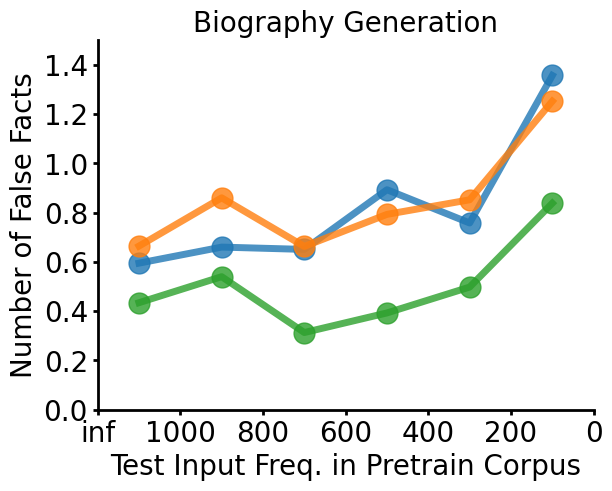 Biography Generation
Number of False Facts
1.4
1.2
1.0
0.8
0.6
0.4
0.2
0.0
inf 1000 800 600 400 200 0
Test Input Freq. in Pretrain Corpus